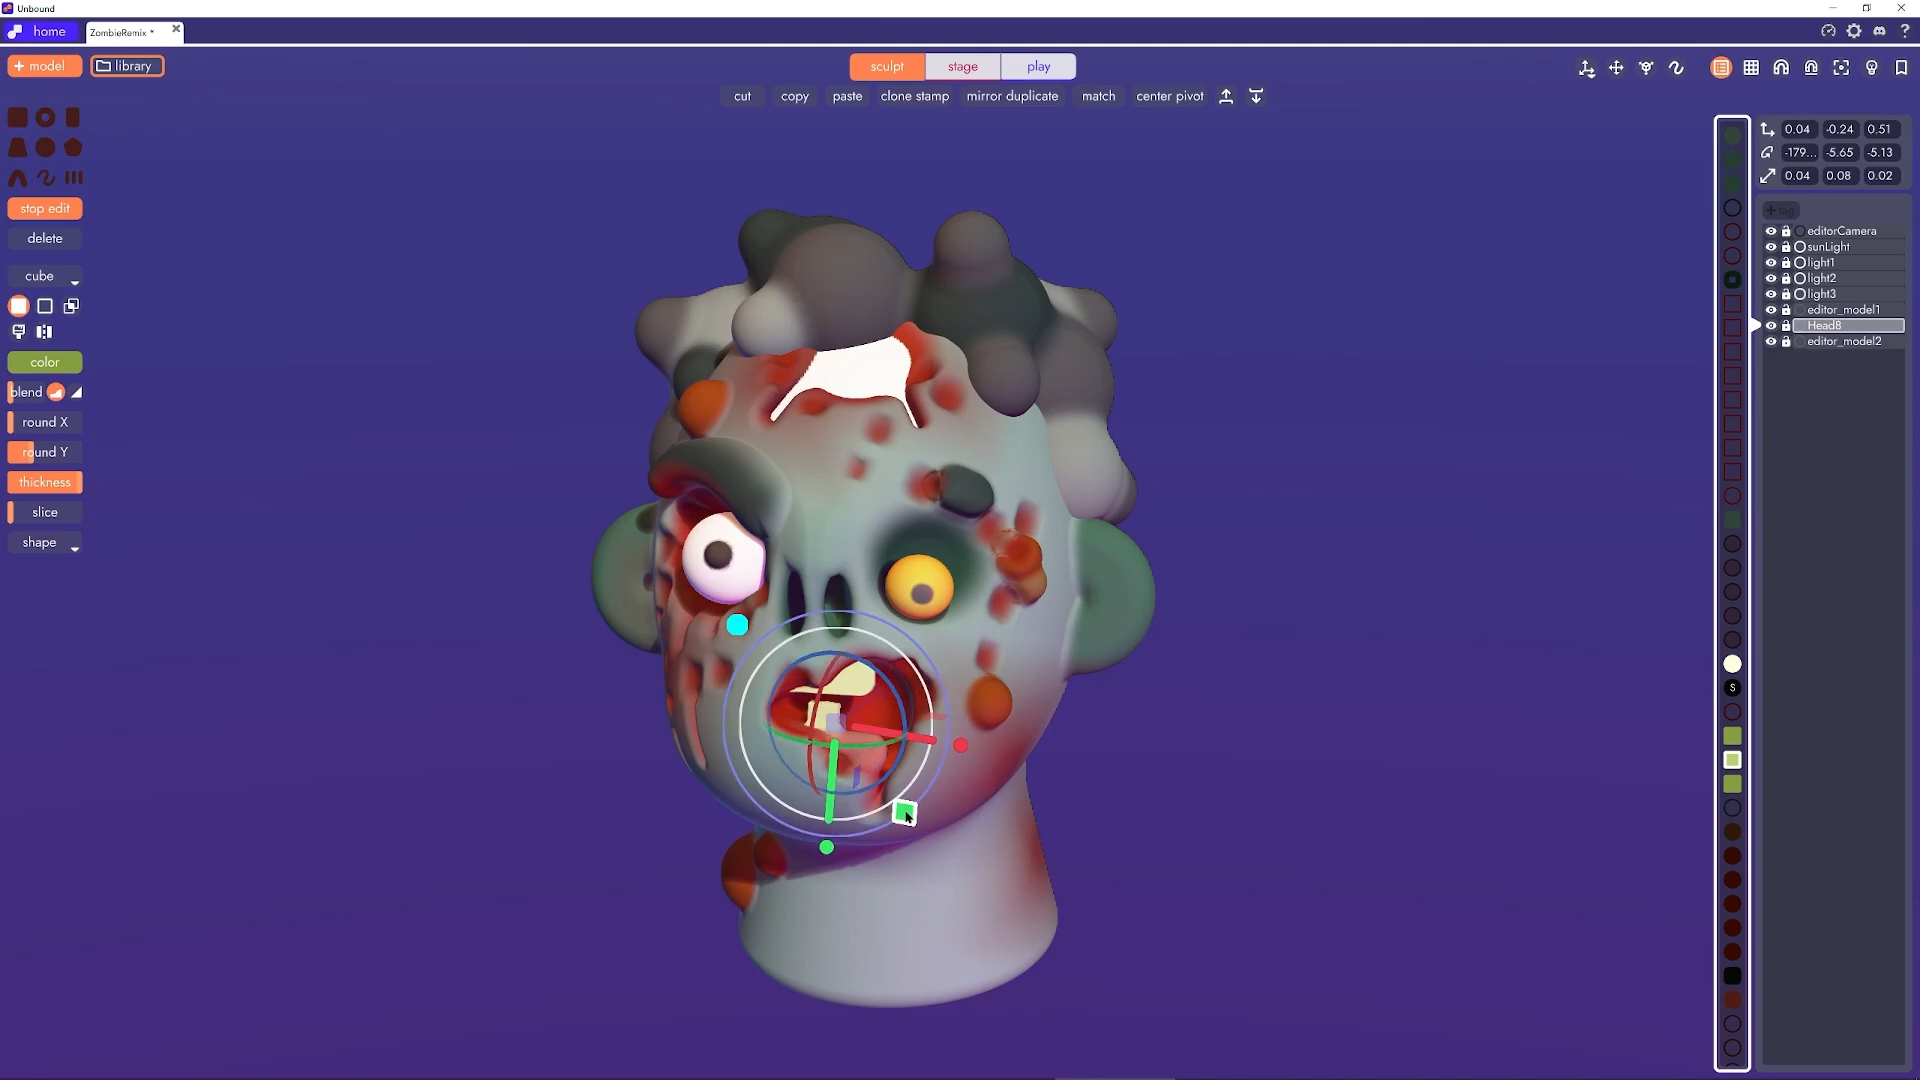 Unbound
home
ZombieRemix *
+ model
library
sculpt
stage
play
cut
copy
paste
clone stamp
mirror duplicate
match
center pivot
stop edit
delete
cube
color
blend
round X
round Y
thickness
slice
shape
0.04 -0.24 0.51
-179... -5.65 -5.13
0.04 0.08 0.02
+ tag
editorCamera
sunLight
light1
light2
light3
editor_model1
Head8
editor_model2
S
?